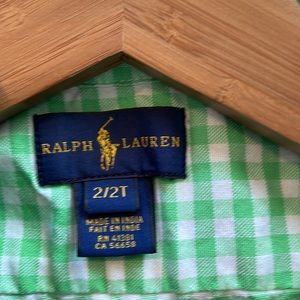 RALPH LAUREN
2/2T
MADE IN INDIA
FAIT EN INDE
RN 41381
CA 56658